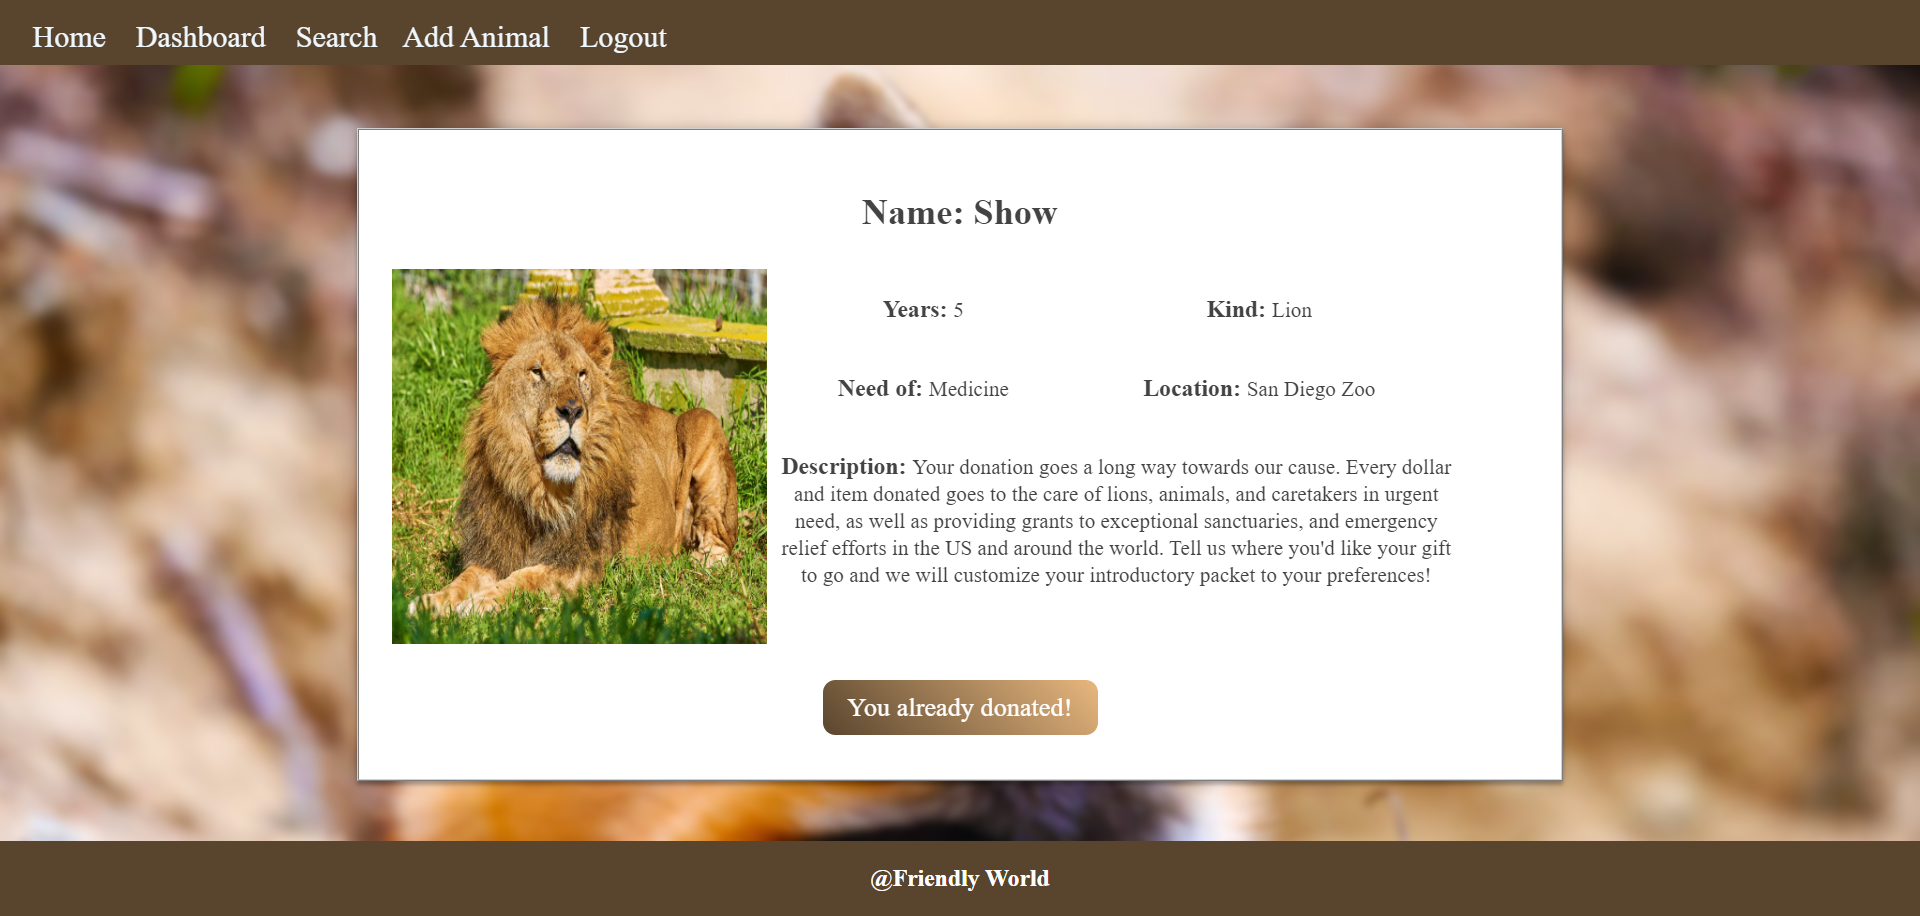 Home Dashboard Search Add Animal Logout
Name: Show
Years: 5 Kind: Lion
Need of: Medicine Location: San Diego Zoo
Description: Your donation goes a long way towards our cause. Every dollar
and item donated goes to the care of lions, animals, and caretakers in urgent
need, as well as providing grants to exceptional sanctuaries, and emergency
relief efforts in the US and around the world. Tell us where you'd like your gift
to go and we will customize your introductory packet to your preferences!
You already donated!
@Friendly World